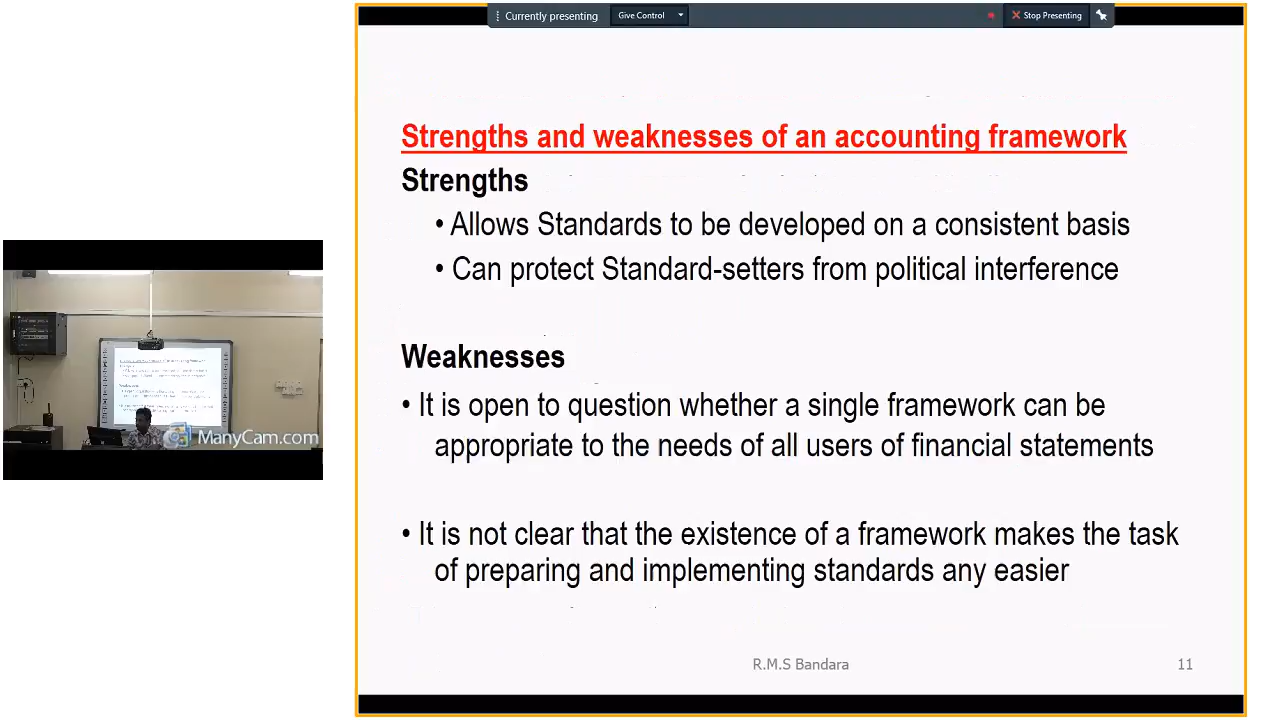 Currently presenting
Give Control
Stop Presenting
Strengths and weaknesses of an accounting framework
Strengths
• Allows Standards to be developed on a consistent basis
• Can protect Standard-setters from political interference
Weaknesses
• It is open to question whether a single framework can be
appropriate to the needs of all users of financial statements
• It is not clear that the existence of a framework makes the task
of preparing and implementing standards any easier
R.M.S Bandara
11
Weaknesses
ManyCam.com